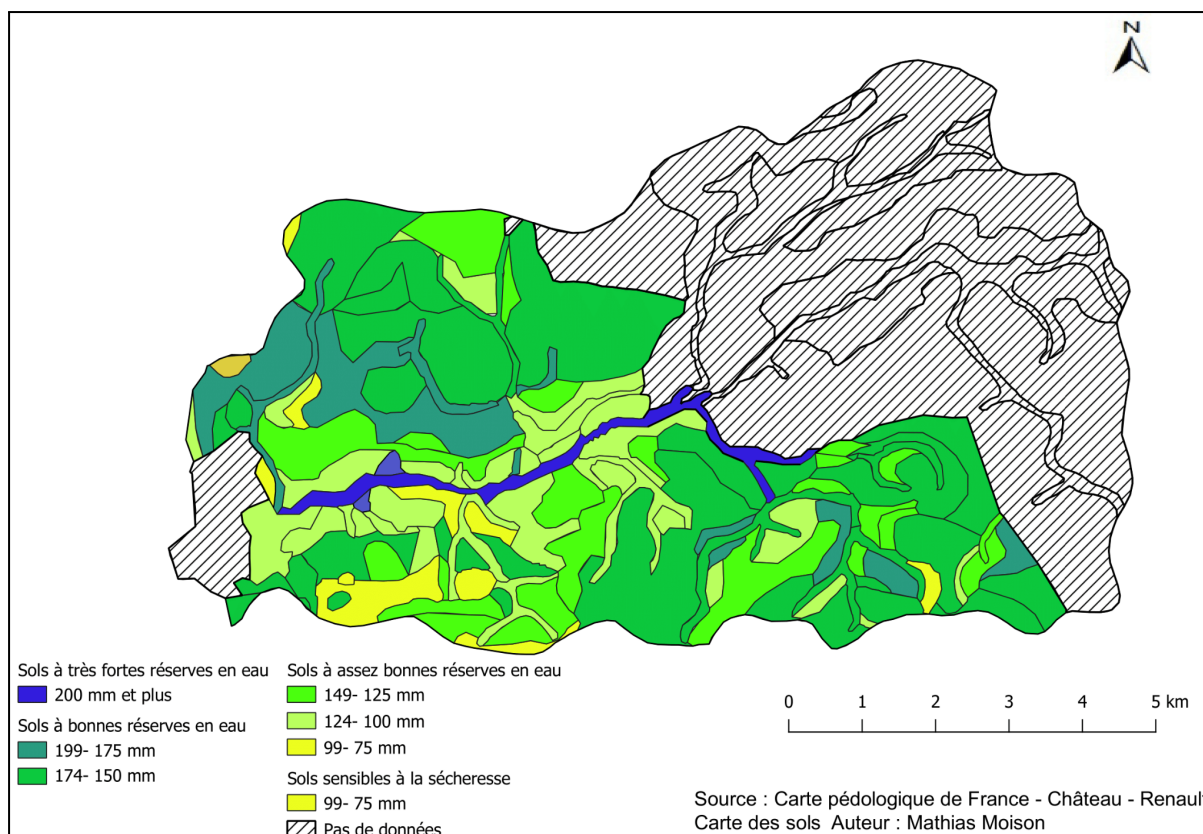 N
Sols à très fortes réserves en eau
200 mm et plus
Sols à bonnes réserves en eau
199- 175 mm
174- 150 mm
Sols à assez bonnes réserves en eau
149- 125 mm
124- 100 mm
99- 75 mm
Sols sensibles à la sécheresse
99- 75 mm
Pas de données
0 1 2 3 4 5 km
Source : Carte pédologique de France - Château - Renault
Carte des sols Auteur : Mathias Moison